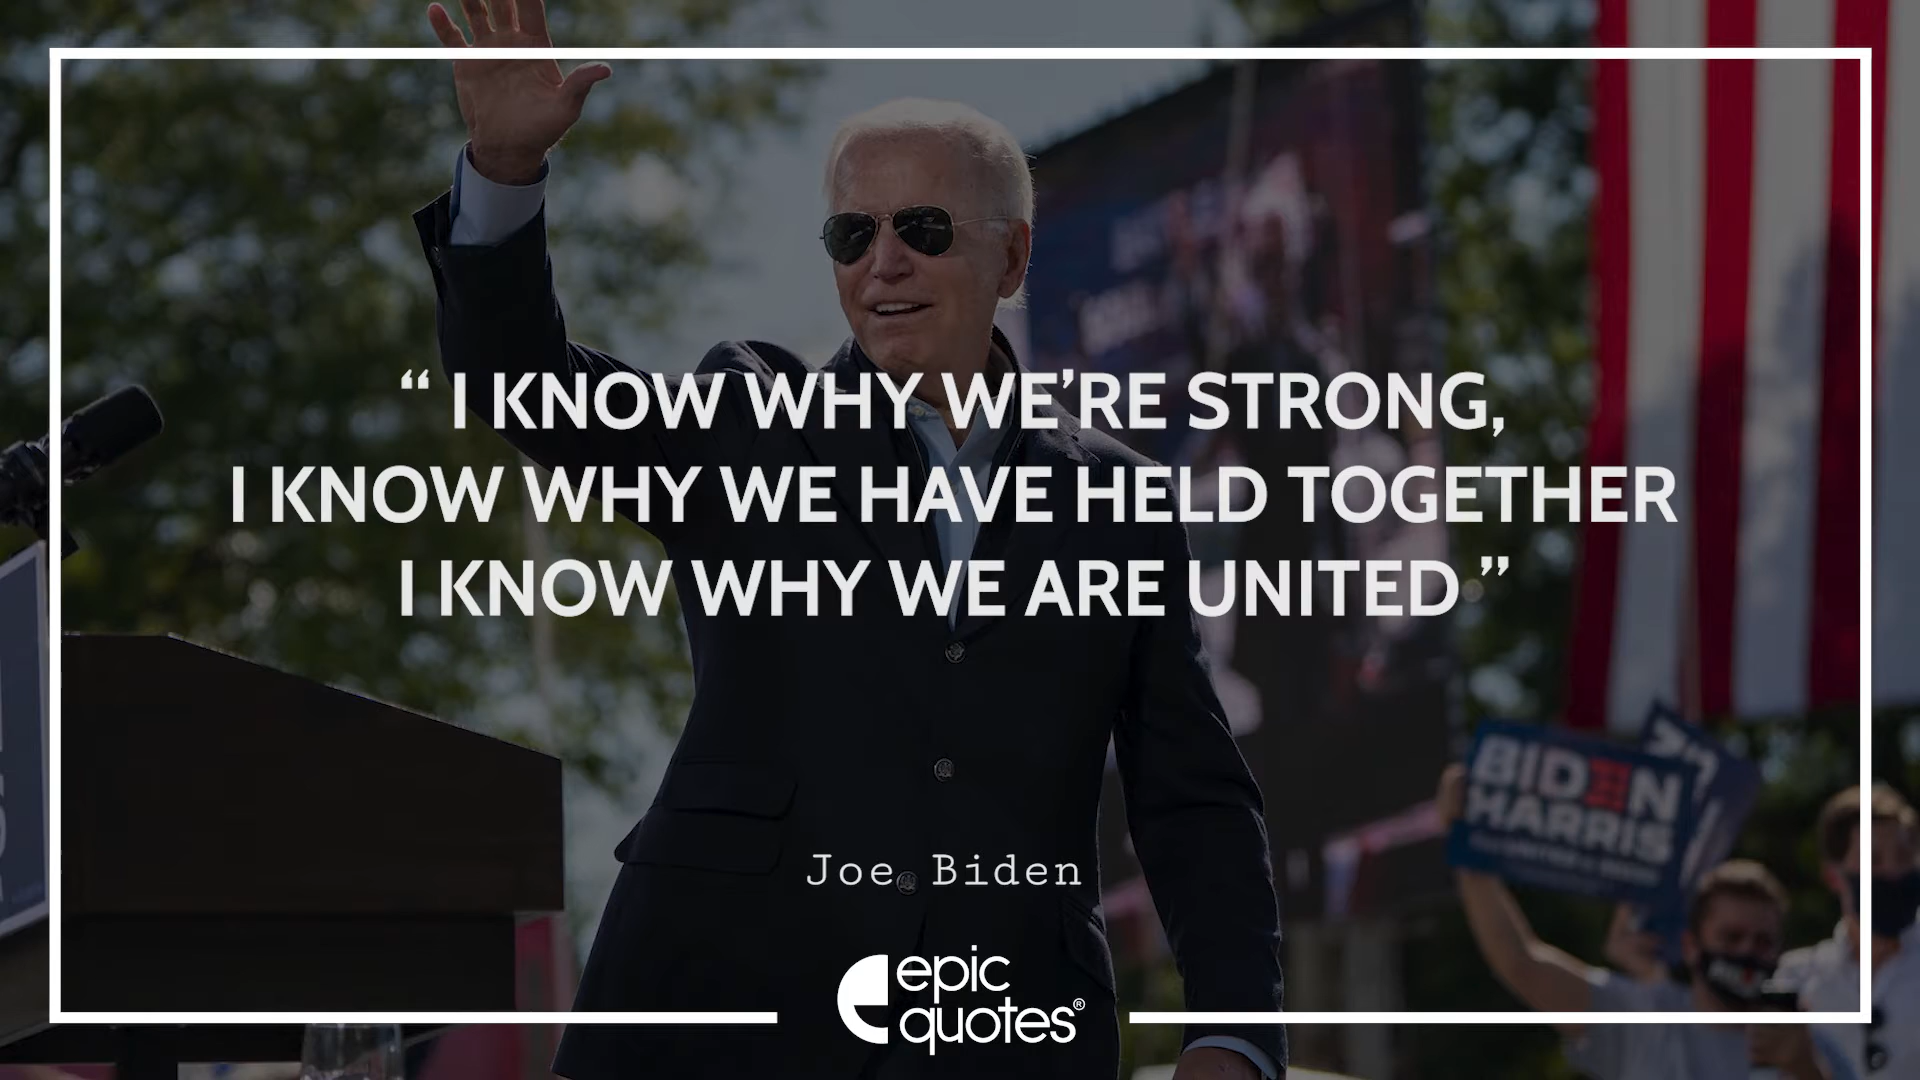 “ I KNOW WHY WE’RE STRONG,
I KNOW WHY WE HAVE HELD TOGETHER
I KNOW WHY WE ARE UNITED ”
BIDEN
HARRIS
Joe Biden
epic
quotes®